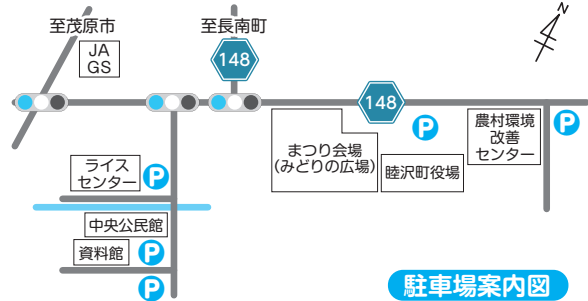 至茂原市
至長南町
N
JA
GS
148
148
P
P
農村環境
改善
センター
まつり会場
(みどりの広場)
睦沢町役場
ライス
センター
P
中央公民館
資料館
P
P
駐車場案内図